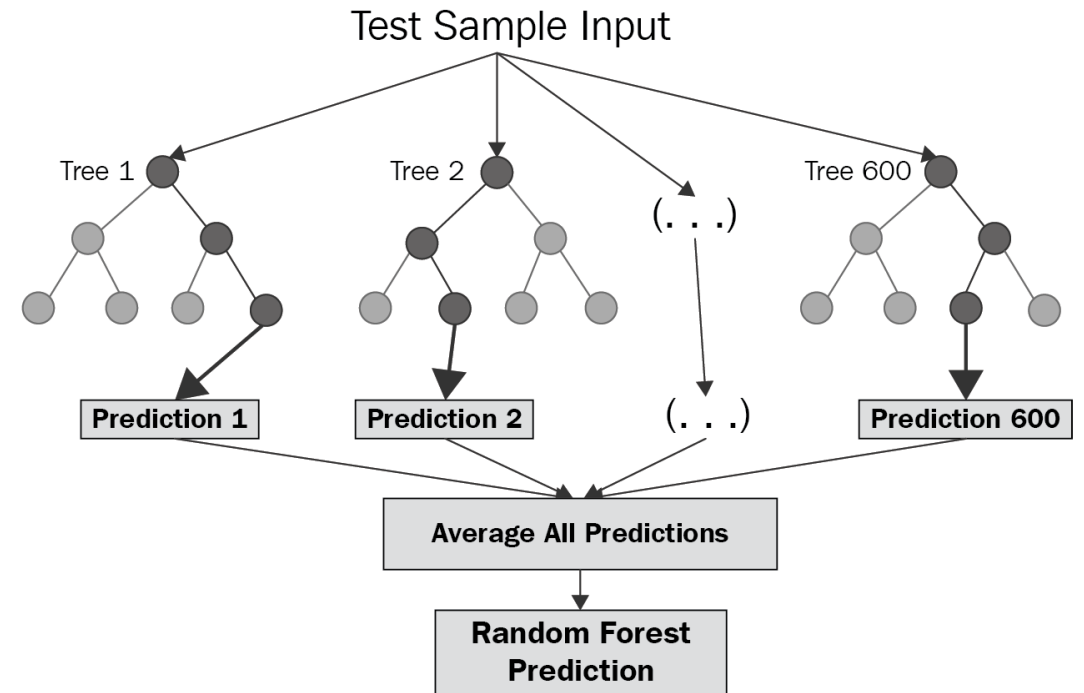 Test Sample Input
Tree 1
Tree 2
Tree 600
(. . .)
Prediction 1
Prediction 2
(. . .)
Prediction 600
Average All Predictions
Random Forest
Prediction